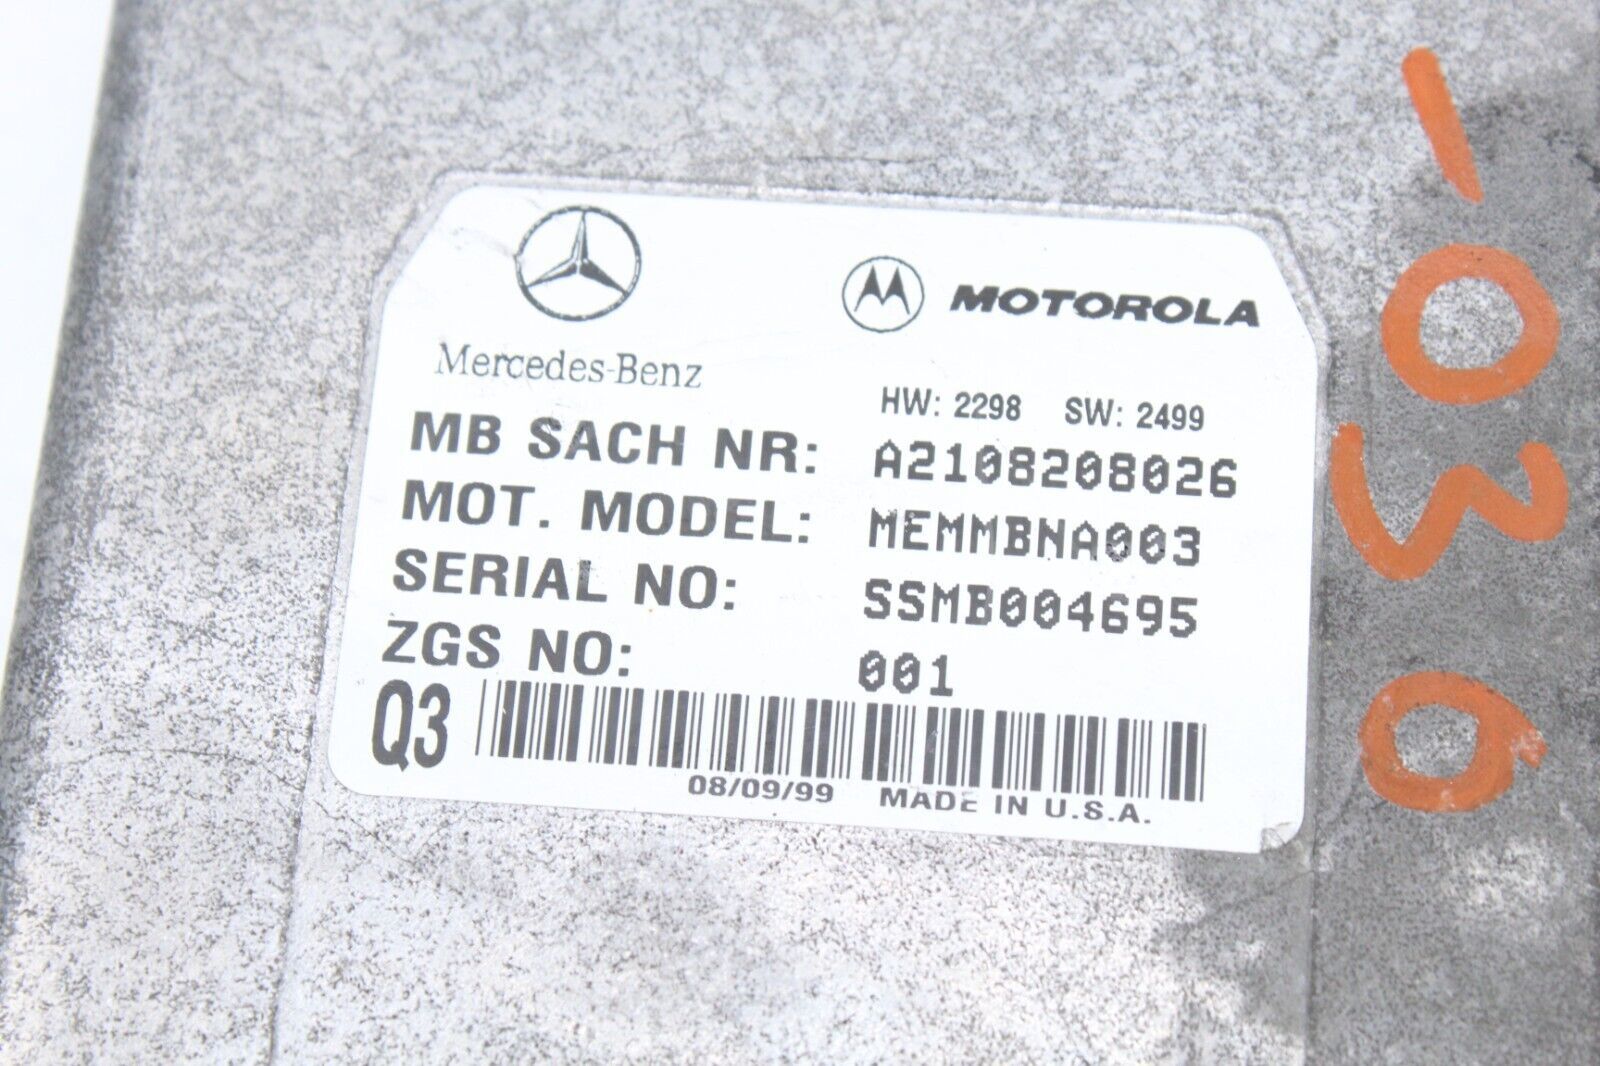 Mercedes-Benz
MOTOROLA
HW: 2298 SW: 2499
MB SACH NR: A2108208026
MOT. MODEL: MEMMBNA003
SERIAL NO: SSMB004695
ZGS NO: 001
Q3
08/09/99 MADE IN U.S.A.
-0306